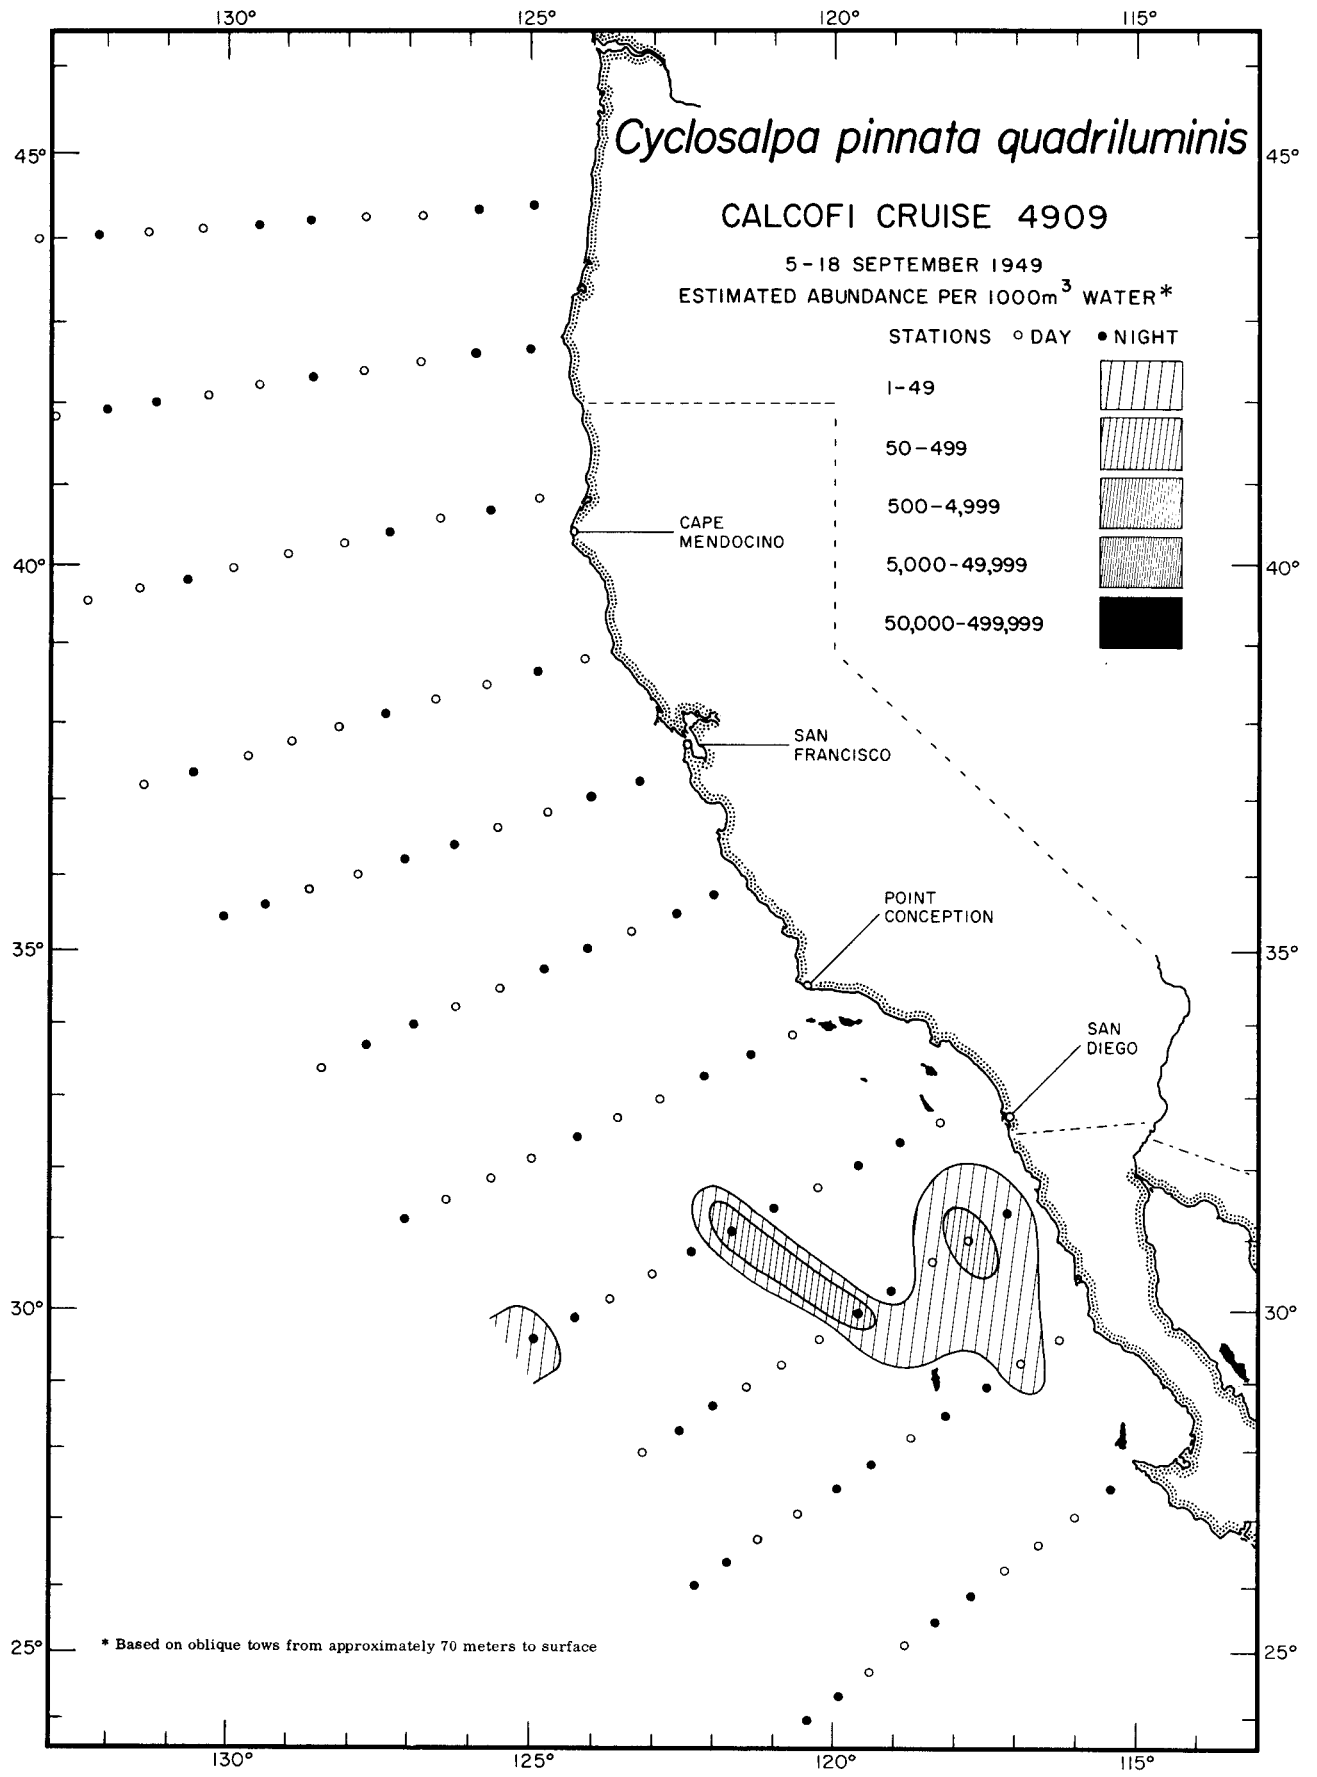 130° 125° 120° 115°
Cyclosalpa pinnata quadriluminis
45° 45°
CALCOFI CRUISE 4909
5-18 SEPTEMBER 1949
ESTIMATED ABUNDANCE PER 1000m³ WATER*
STATIONS ○ DAY ● NIGHT
1-49
50-499
500-4,999
5,000-49,999
50,000-499,999
CAPE
MENDOCINO
40° 40°
SAN
FRANCISCO
POINT
CONCEPTION
35° 35°
SAN
DIEGO
30° 30°
25° 25°
* Based on oblique tows from approximately 70 meters to surface
130° 125° 120° 115°